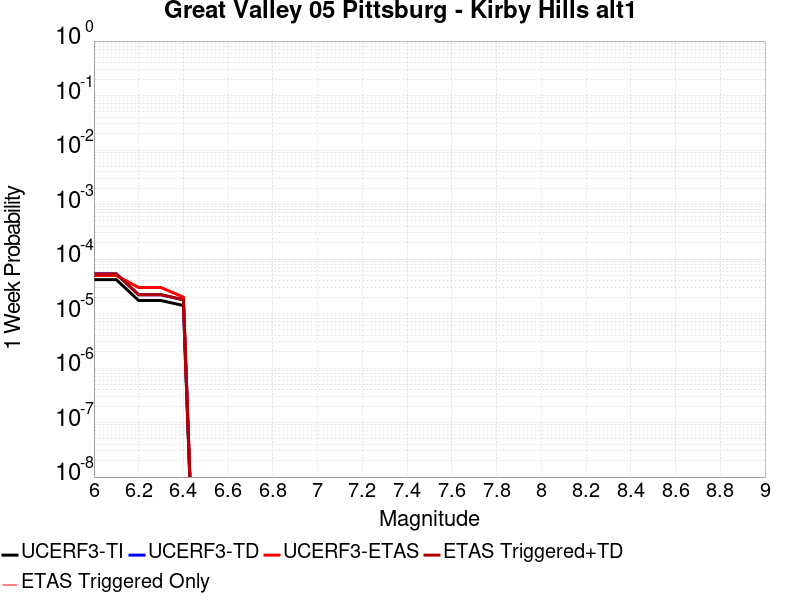 Great Valley 05 Pittsburg - Kirby Hills alt1
1 Week Probability
10^0
10^-1
10^-2
10^-3
10^-4
10^-5
10^-6
10^-7
10^-8
6 6.2 6.4 6.6 6.8 7 7.2 7.4 7.6 7.8 8 8.2 8.4 8.6 8.8 9
Magnitude
UCERF3-TI UCERF3-TD UCERF3-ETAS ETAS Triggered+TD
ETAS Triggered Only